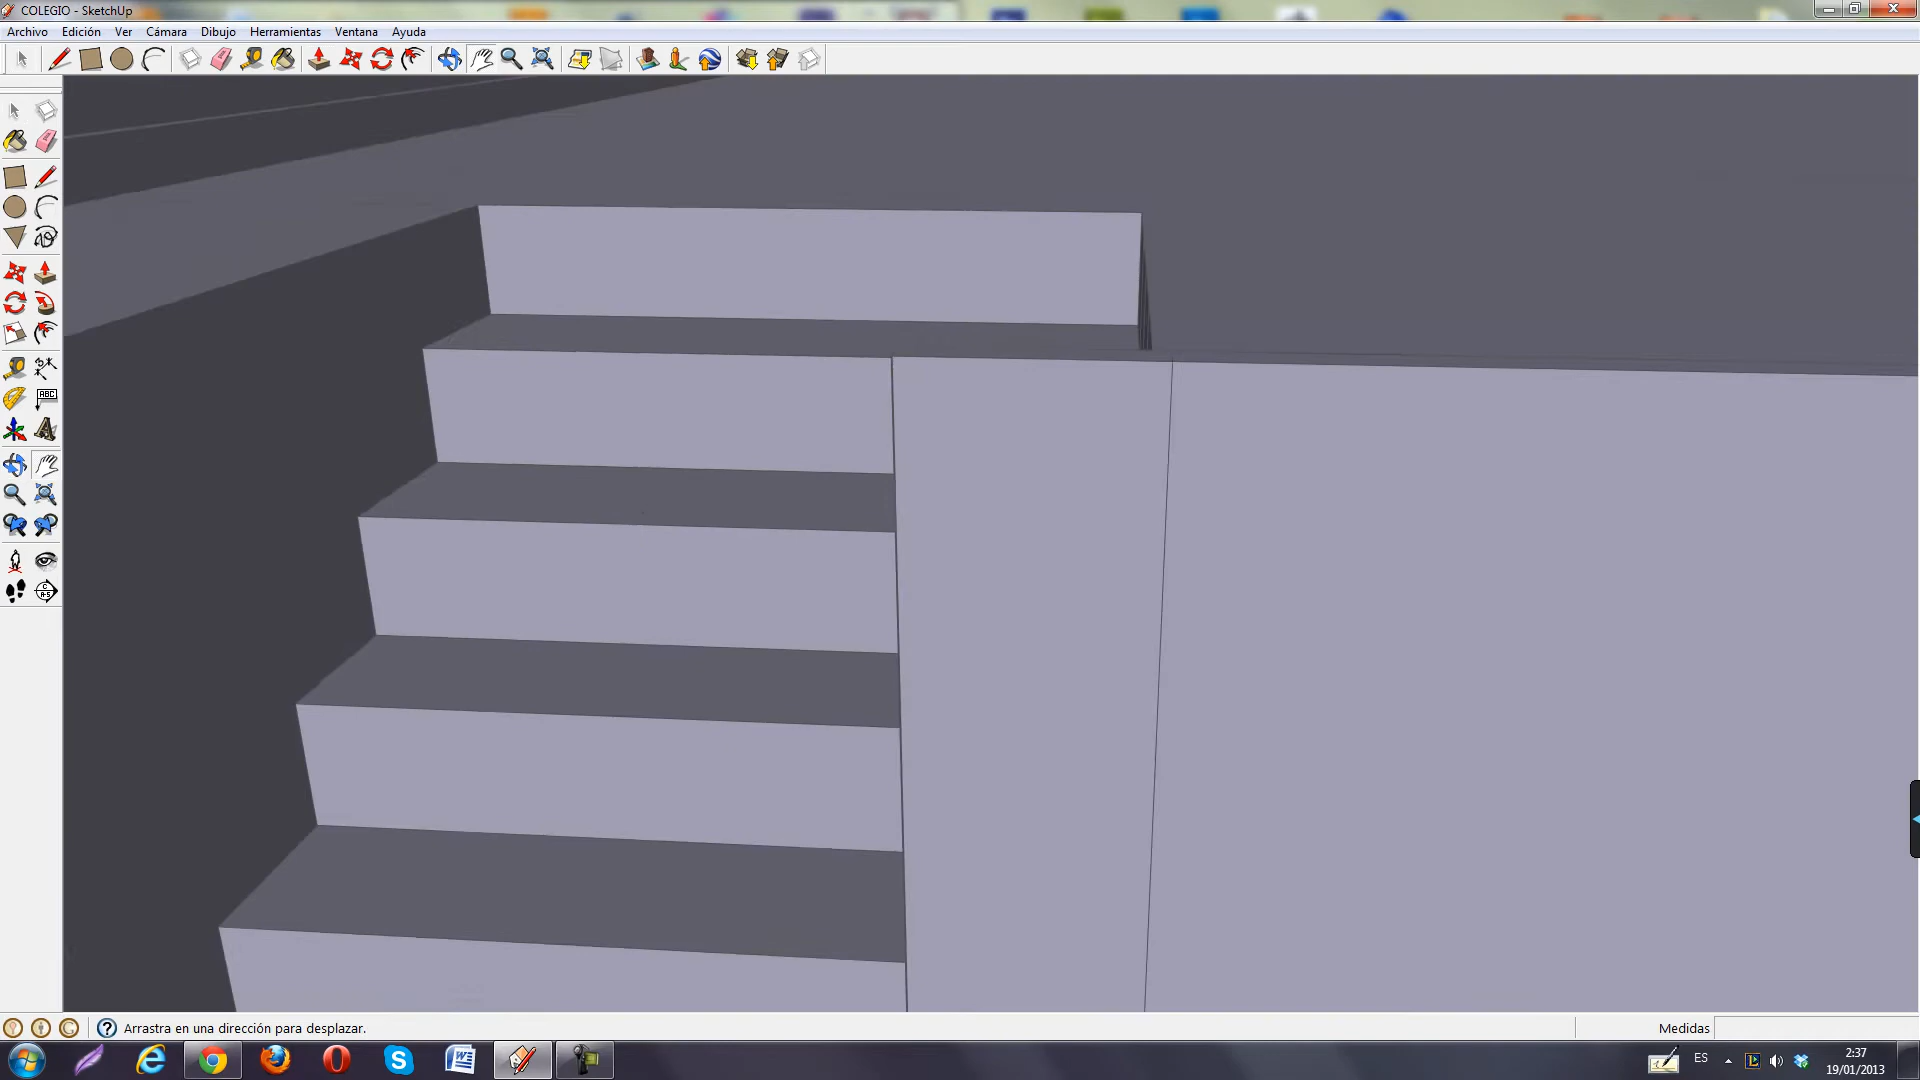 COLEGIO - SketchUp
Archivo Edición Ver Cámara Dibujo Herramientas Ventana Ayuda
ABC
Arrastra en una dirección para desplazar.
Medidas
ES
2:37
19/01/2013